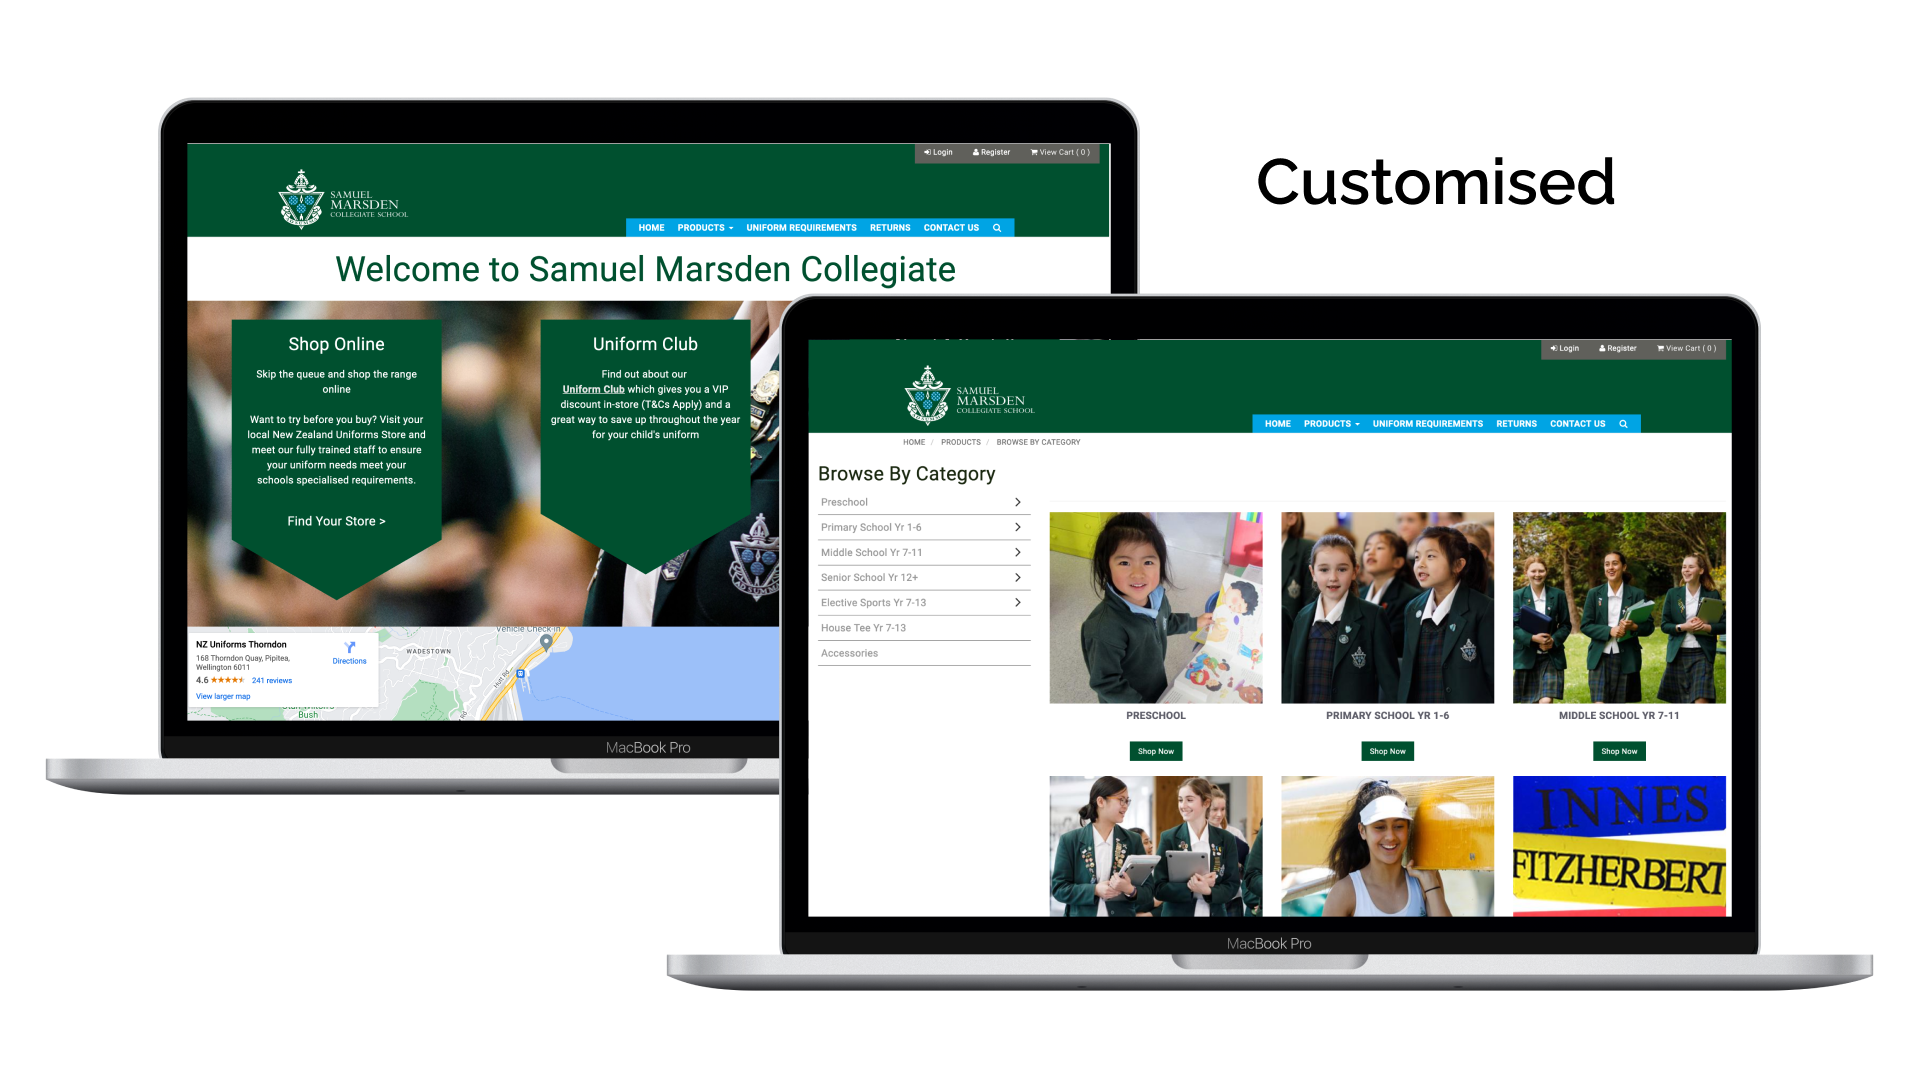 Customised
Login Register View Cart ( 0 )
SAMUEL
MARSDEN
COLLEGIATE SCHOOL
HOME PRODUCTS UNIFORM REQUIREMENTS RETURNS CONTACT US
Welcome to Samuel Marsden Collegiate
Shop Online
Skip the queue and shop the range
online
Want to try before you buy? Visit your
local New Zealand Uniforms Store and
meet our fully trained staff to ensure
your uniform needs meet your
schools specialised requirements.
Find Your Store >
Uniform Club
Find out about our
Uniform Club which gives you a VIP
discount in-store (T&Cs Apply) and a
great way to save up throughout the year
for your child's uniform
NZ Uniforms Thorndon
168 Thorndon Quay, Pipitea,
Wellington 6011
4.6 241 reviews
View larger map
Directions
Vehicle Check-in
WADESTOWN
Hutt Rd
Rd
Bush
MacBook Pro
Login Register View Cart ( 0 )
SAMUEL
MARSDEN
COLLEGIATE SCHOOL
HOME PRODUCTS UNIFORM REQUIREMENTS RETURNS CONTACT US
HOME / PRODUCTS / BROWSE BY CATEGORY
Browse By Category
Preschool
Primary School Yr 1-6
Middle School Yr 7-11
Senior School Yr 12+
Elective Sports Yr 7-13
House Tee Yr 7-13
Accessories
PRESCHOOL
Shop Now
PRIMARY SCHOOL YR 1-6
Shop Now
MIDDLE SCHOOL YR 7-11
Shop Now
INNES
FITZHERBERT
MacBook Pro